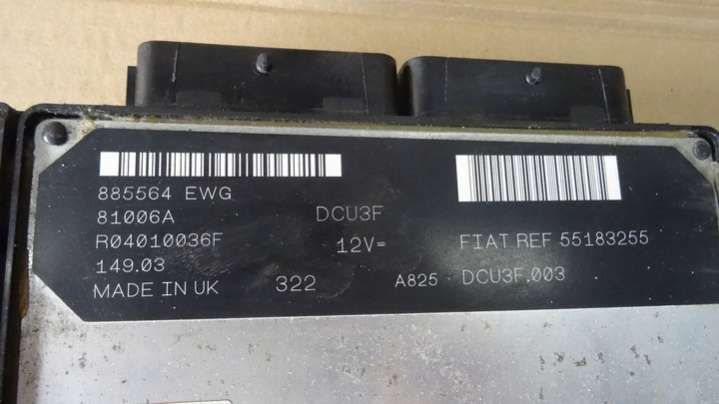 885564 EWG
81006A DCU3F
R04010036F 12V= FIAT REF 55183255
149.03
MADE IN UK 322 A825 - DCU3F.003